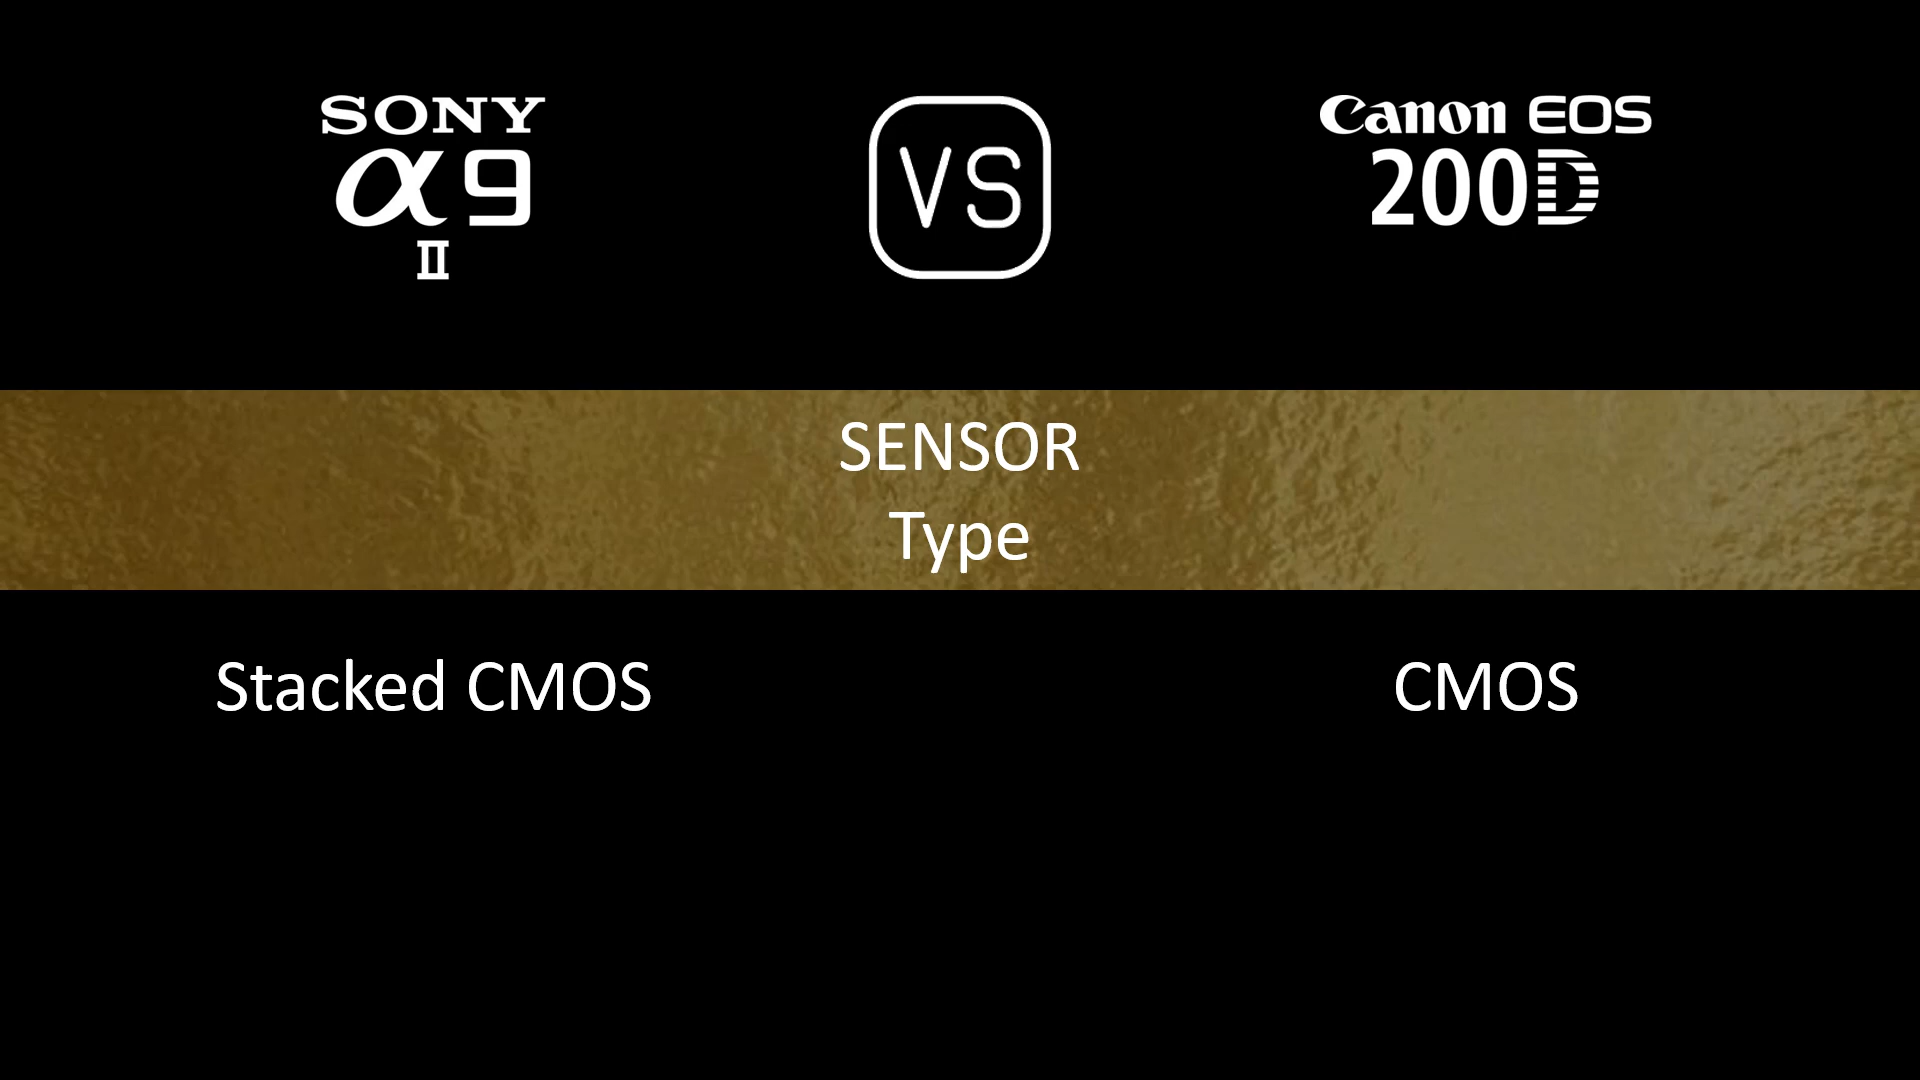 SONY
α9
II
VS
Canon EOS
200D
SENSOR
Type
Stacked CMOS
CMOS